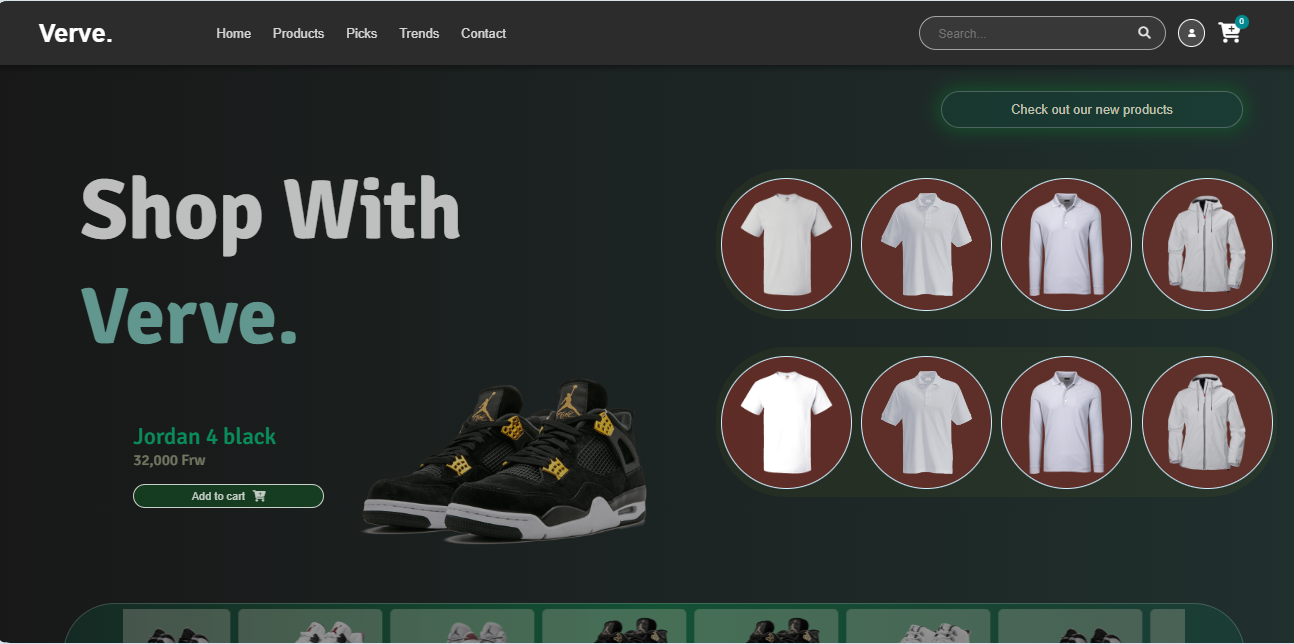 Verve.
Home Products Picks Trends Contact
Search...
0
Check out our new products
Shop With
Verve.
Jordan 4 black
32,000 Frw
Add to cart